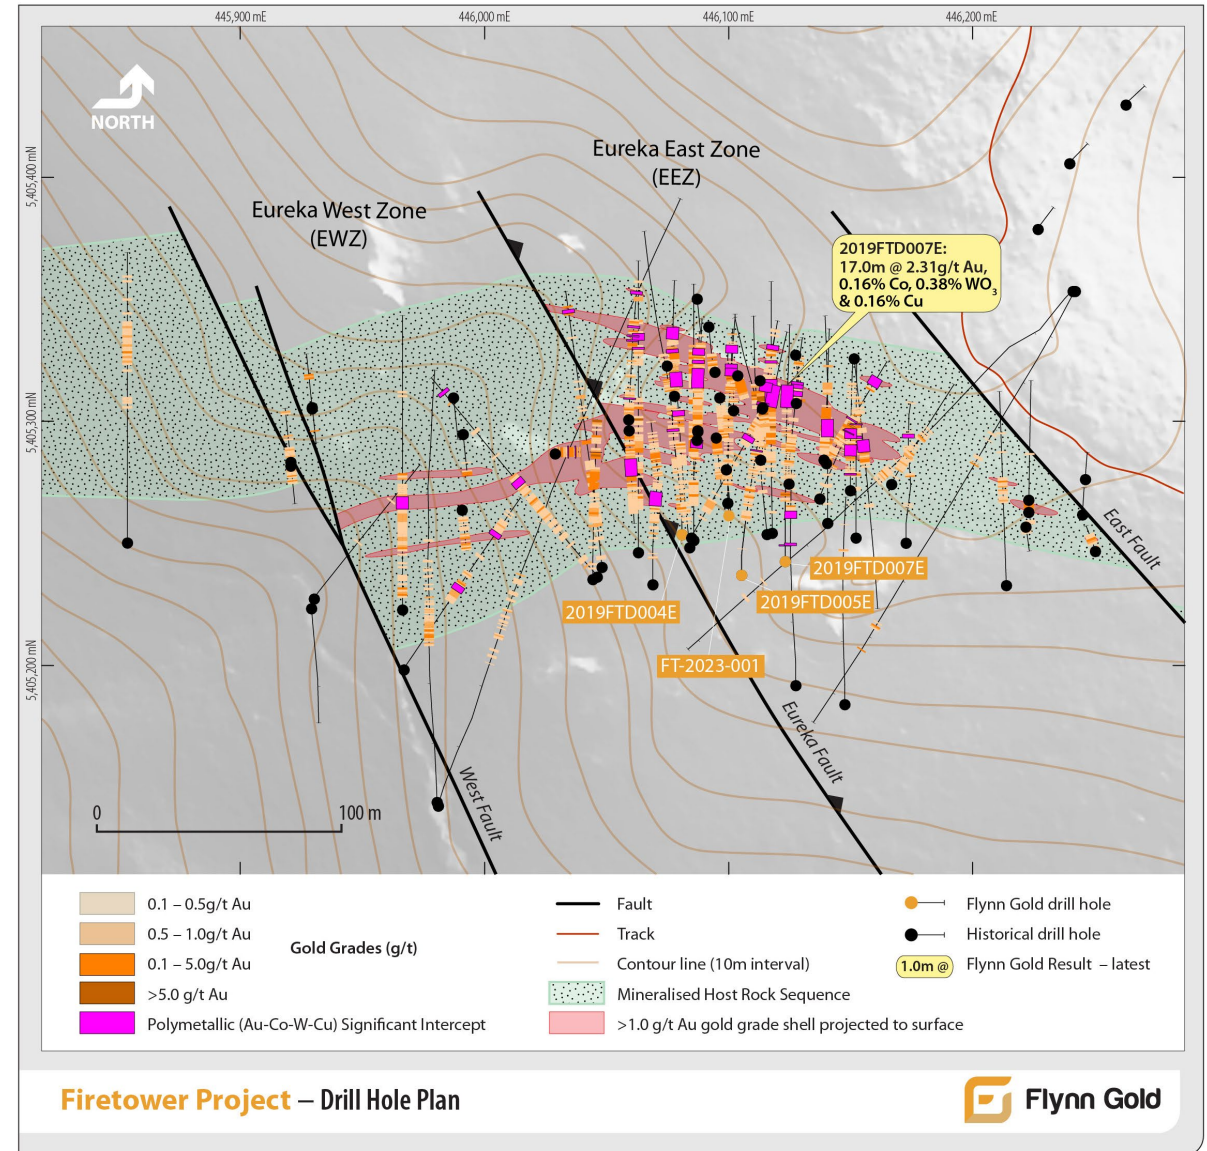 445,900 mE
446,000 mE
446,100 mE
446,200 mE
5,405,400 mN
5,405,300 mN
5,405,200 mN
NORTH
Eureka West Zone
(EWZ)
Eureka East Zone
(EEZ)
2019FTD007E:
17.0m @ 2.31g/t Au,
0.16% Co, 0.38% WO₃
& 0.16% Cu
East Fault
2019FTD007E
2019FTD005E
2019FTD004E
FT-2023-001
Eureka Fault
West Fault
0
100 m
0.1 – 0.5g/t Au
0.5 – 1.0g/t Au
0.1 – 5.0g/t Au
>5.0 g/t Au
Polymetallic (Au-Co-W-Cu) Significant Intercept
Gold Grades (g/t)
Fault
Track
Contour line (10m interval)
Mineralised Host Rock Sequence
>1.0 g/t Au gold grade shell projected to surface
Flynn Gold drill hole
Historical drill hole
1.0m @
Flynn Gold Result – latest
Firetower Project – Drill Hole Plan
Flynn Gold